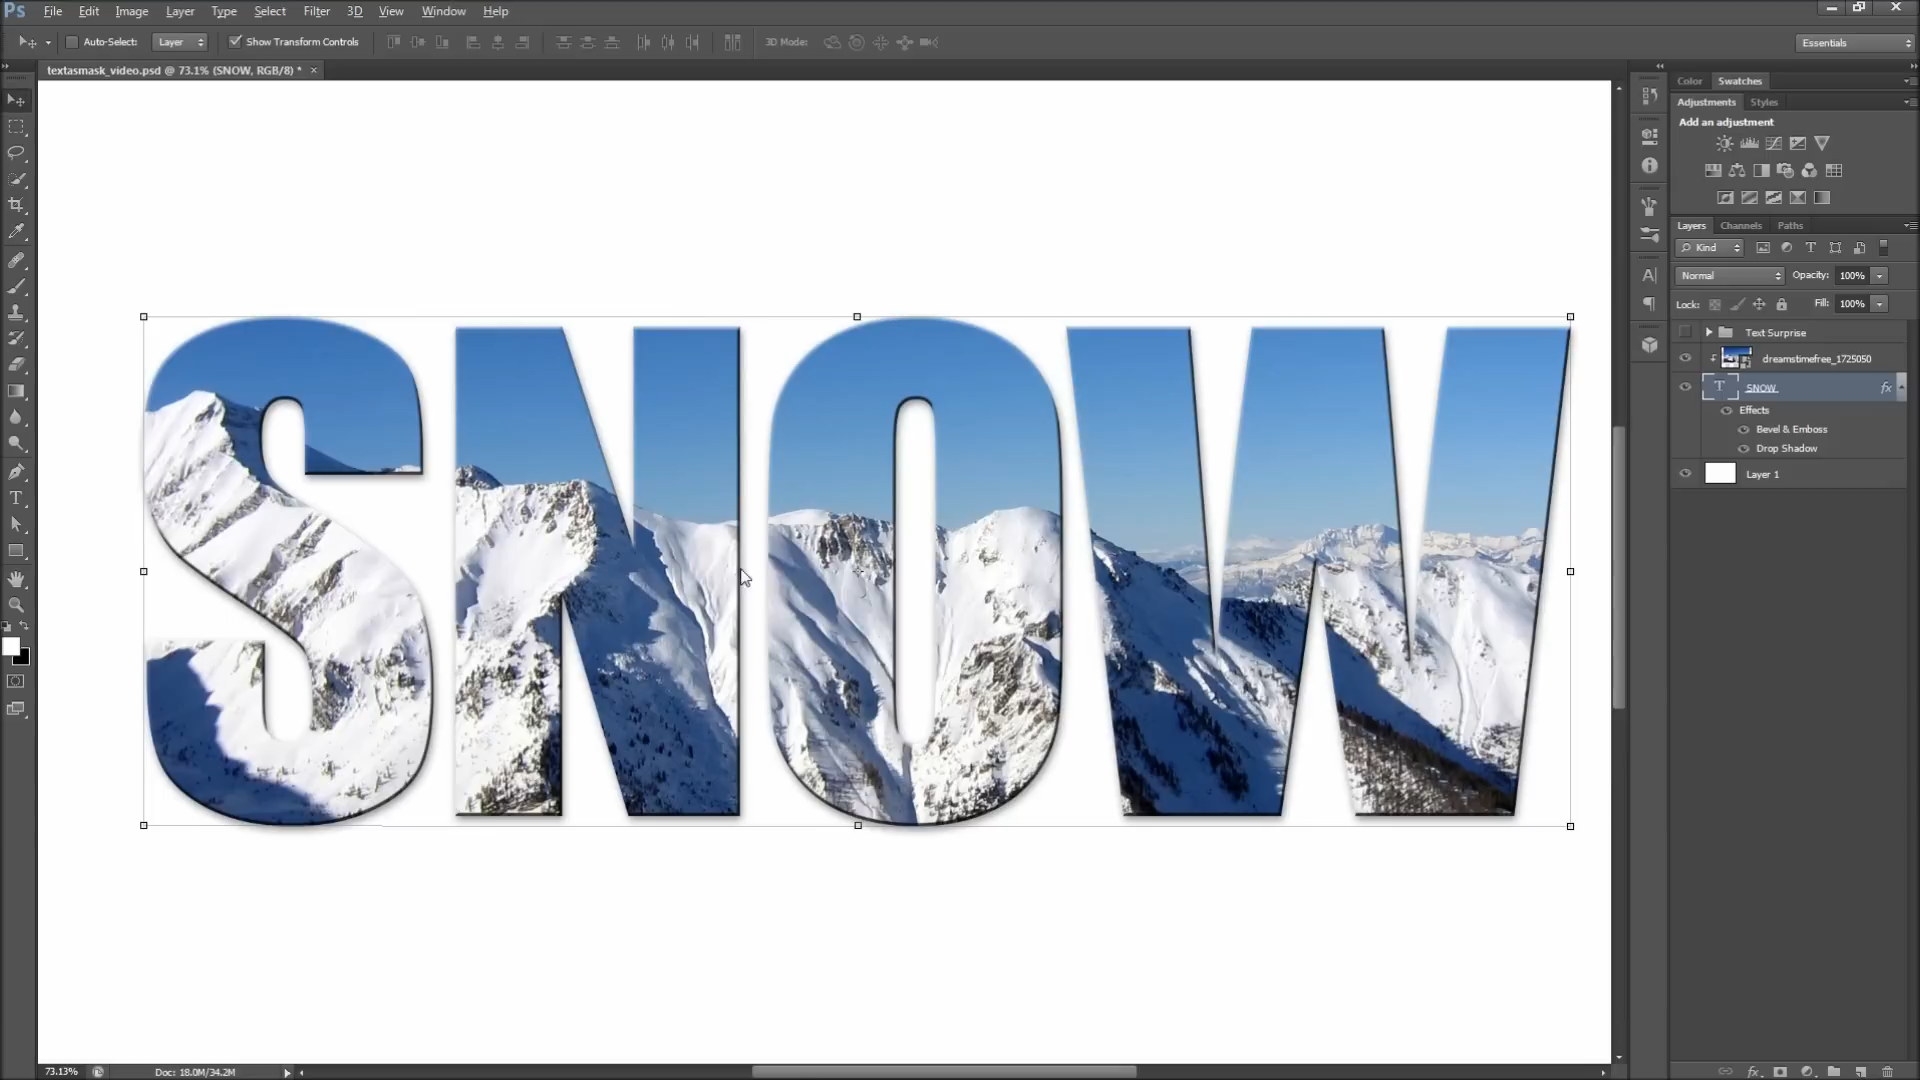 Ps File Edit Image Layer Type Select Filter 3D View Window Help
Auto-Select: Layer Show Transform Controls 3D Mode: Essentials
textasmask_video.psd @ 73.1% (SNOW, RGB/8) * ×
Color Swatches
Adjustments Styles
Add an adjustment
Layers Channels Paths
Kind
Normal Opacity: 100%
Lock: Fill: 100%
Text Surprise
dreamstimefree_1725050
T SNOW fx
Effects
Bevel & Emboss
Drop Shadow
Layer 1
SNOW
73.13% Doc: 18.0M/34.2M